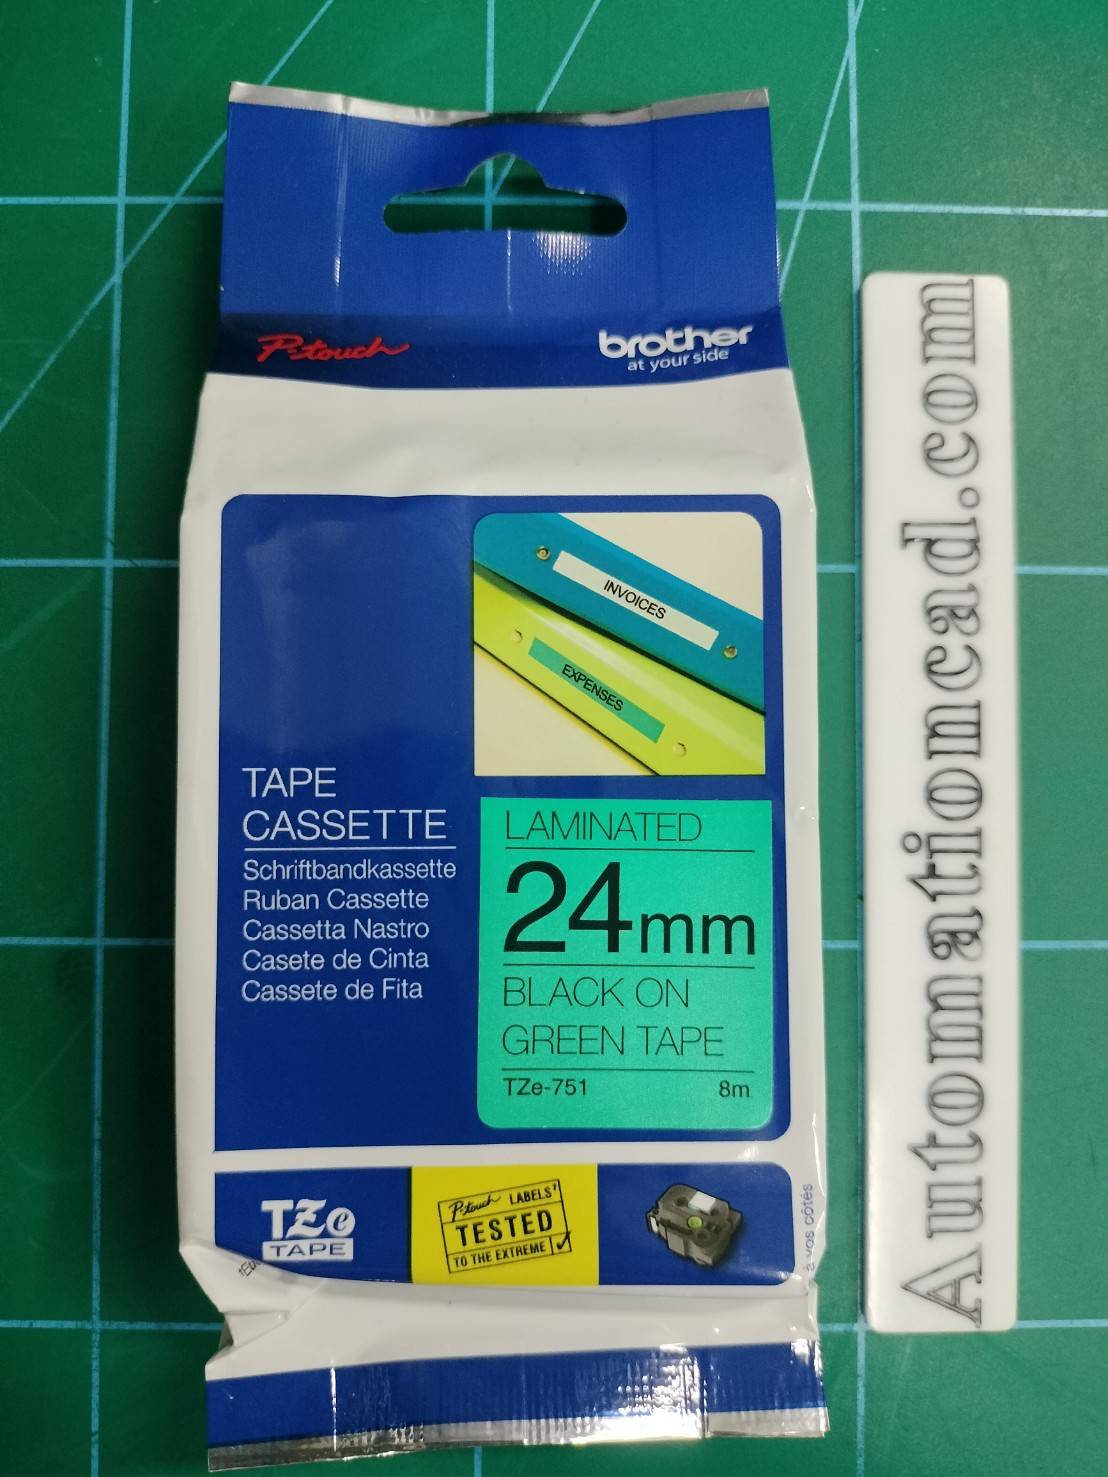 P-touch
brother
at your side
INVOICES
EXPENSES
TAPE
CASSETTE
Schriftbandkassette
Ruban Cassette
Cassetta Nastro
Casete de Cinta
Cassete de Fita
LAMINATED
24mm
BLACK ON
GREEN TAPE
TZe-751 8m
TZe
TAPE
P-touch LABELS
TESTED
TO THE EXTREME
à vos côtés
Automationcad.com